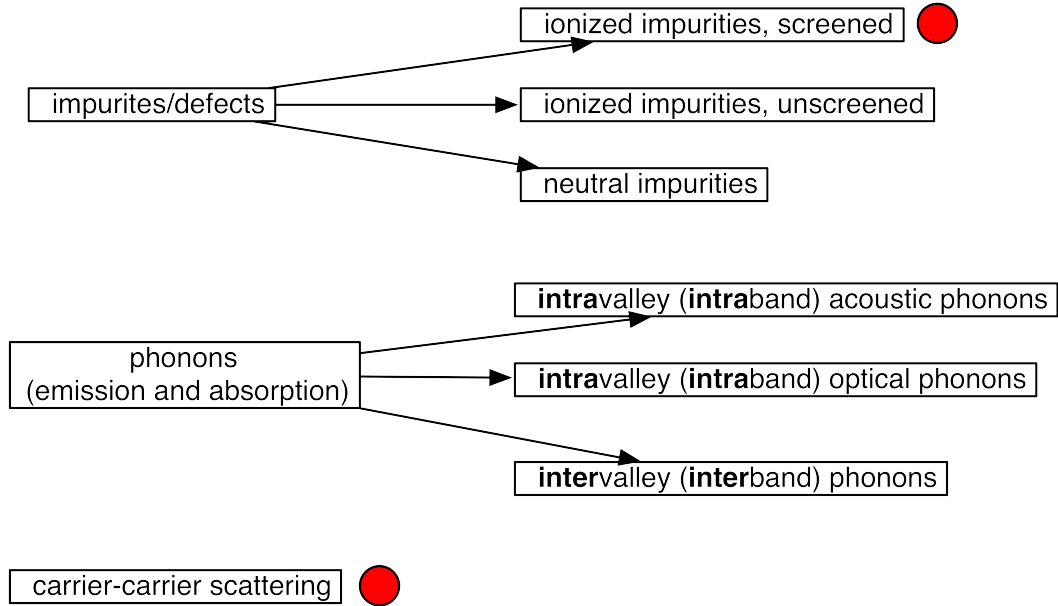 ionized impurities, screened
impurites/defects
ionized impurities, unscreened
neutral impurities
intravalley (intraband) acoustic phonons
phonons
(emission and absorption)
intravalley (intraband) optical phonons
intervalley (interband) phonons
carrier-carrier scattering